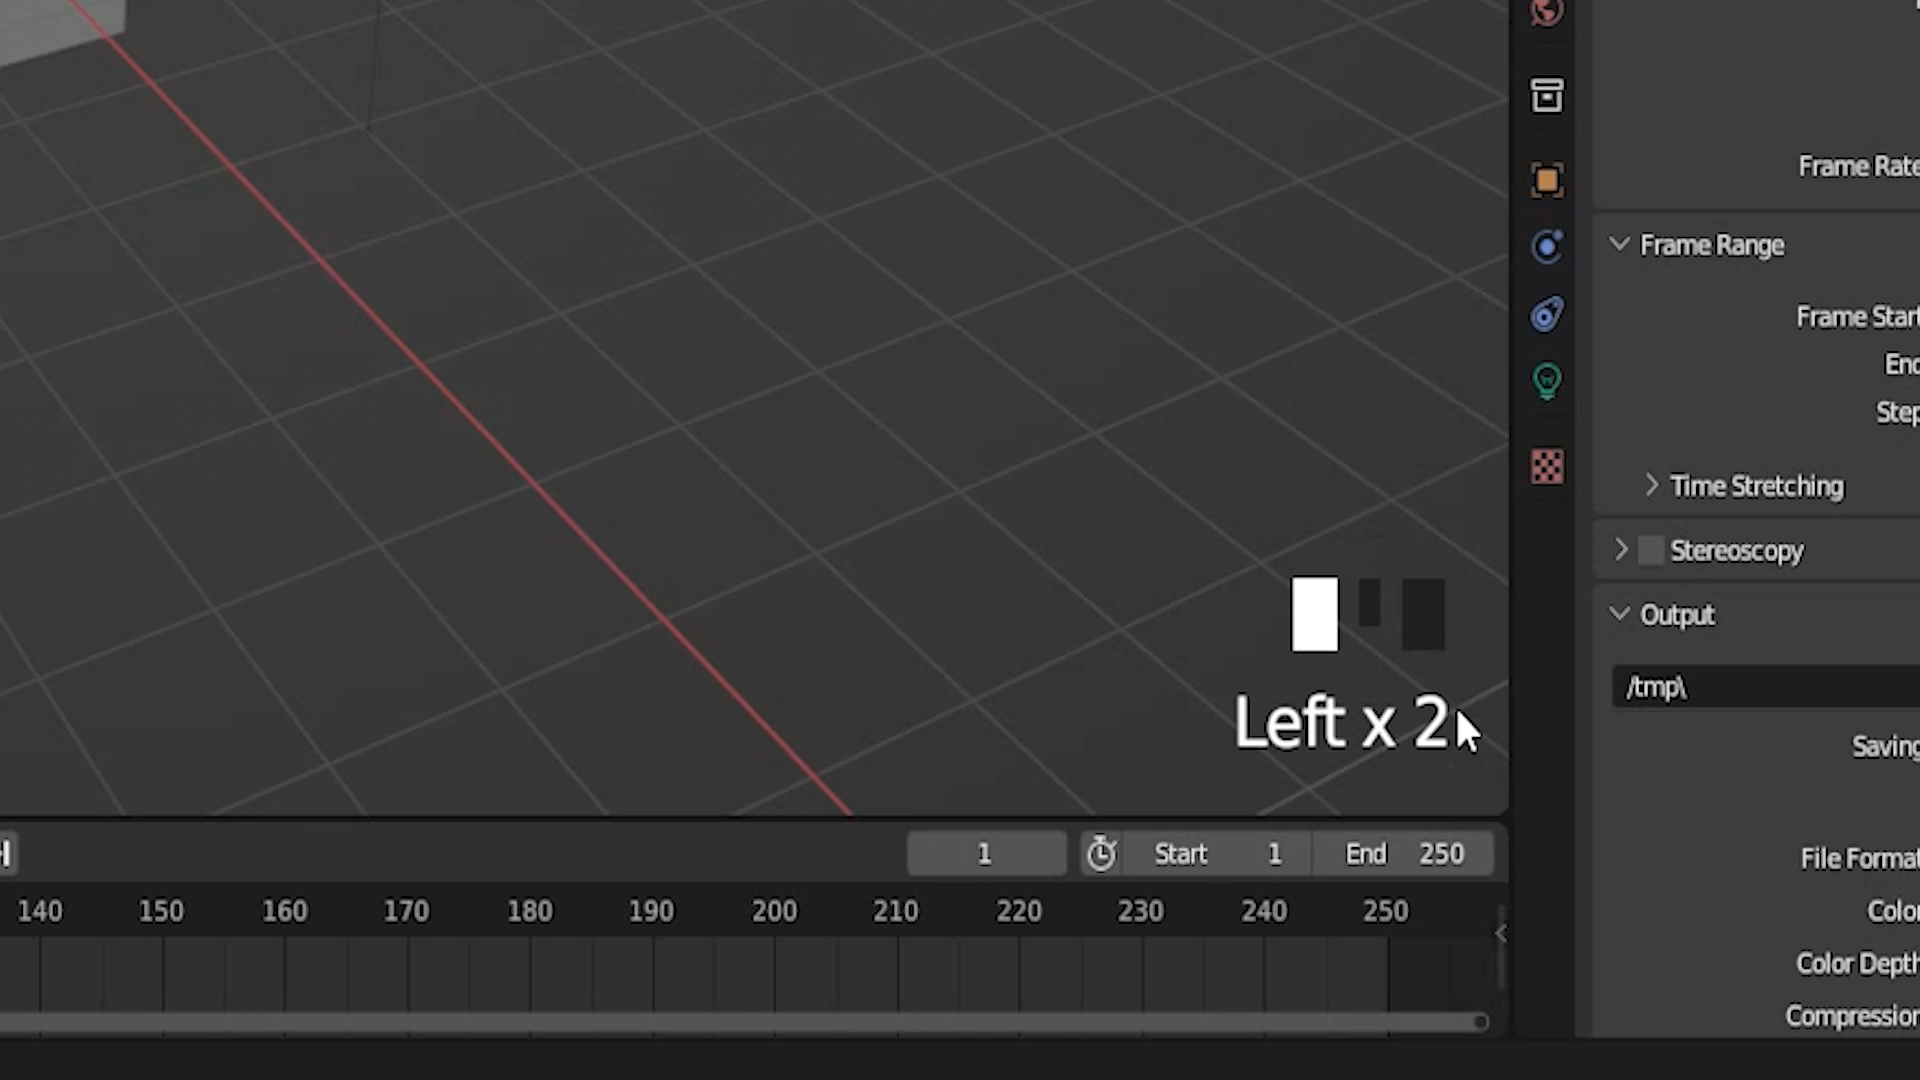 Frame Rate
Frame Range
Frame Start
End
Step
Time Stretching
Stereoscopy
Output
/tmp\
Saving
File Format
Color
Color Depth
Compression
Left x 2
1
Start 1
End 250
140 150 160 170 180 190 200 210 220 230 240 250